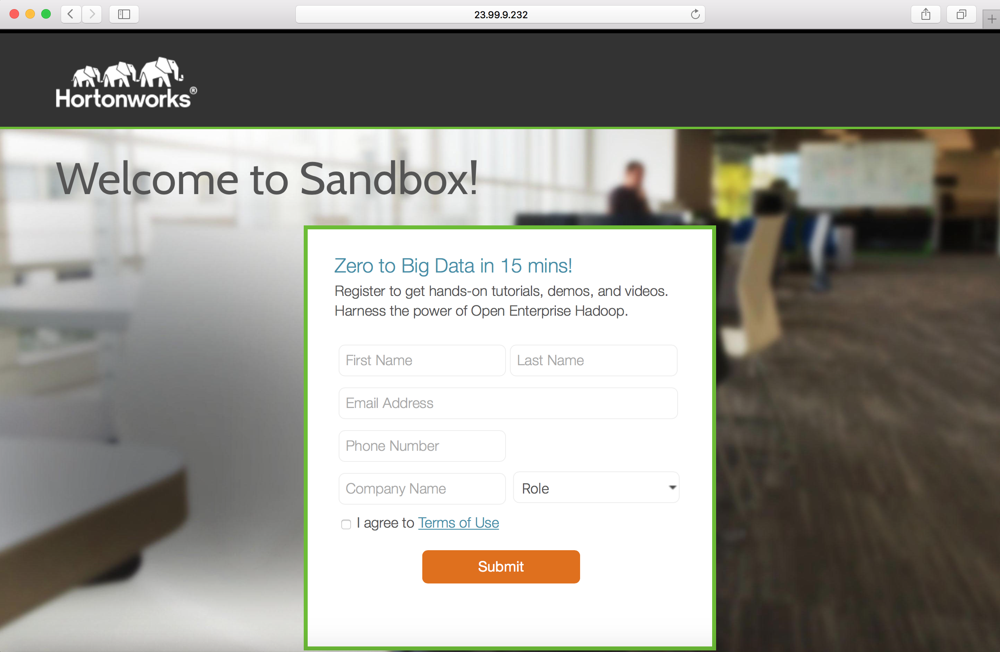 23.99.9.232
Hortonworks®
Welcome to Sandbox!
Zero to Big Data in 15 mins!
Register to get hands-on tutorials, demos, and videos.
Harness the power of Open Enterprise Hadoop.
First Name Last Name
Email Address
Phone Number
Company Name Role
I agree to Terms of Use
Submit